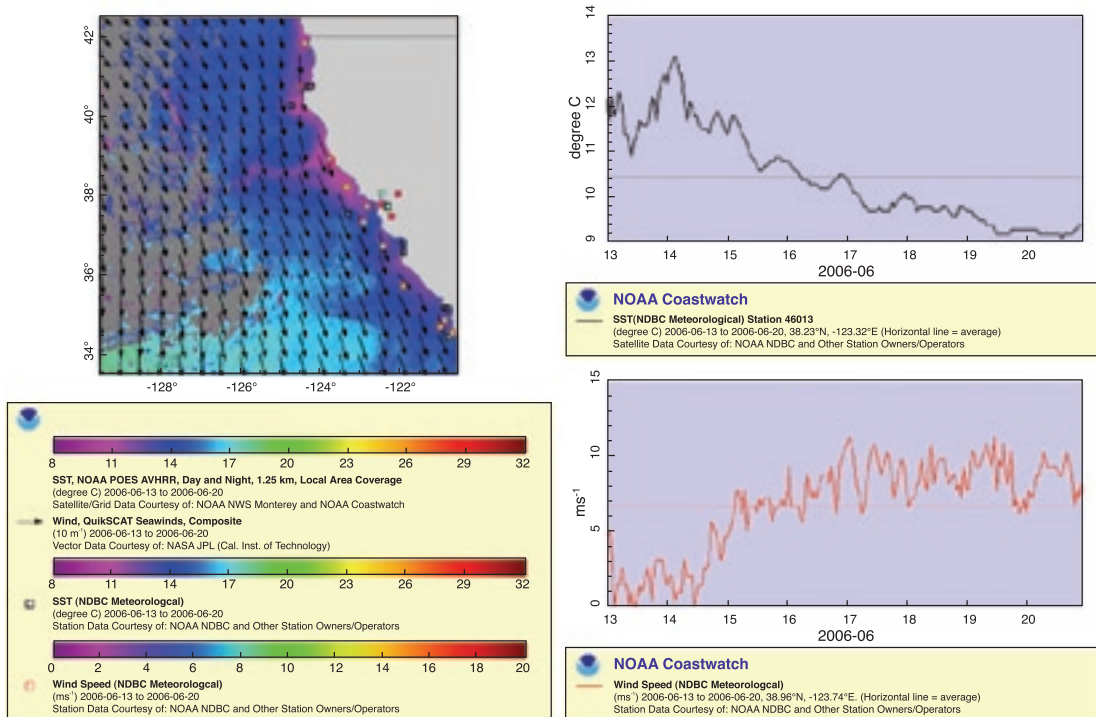 42°
40°
38°
36°
34°
-128°
-126°
-124°
-122°
8 11 14 17 20 23 26 29 32
SST, NOAA POES AVHRR, Day and Night, 1.25 km, Local Area Coverage
(degree C) 2006-06-13 to 2006-06-20
Satellite/Grid Data Courtesy of: NOAA NWS Monterey and NOAA Coastwatch
Wind, QuikSCAT Seawinds, Composite
(10 m⁻¹) 2006-06-13 to 2006-06-20
Vector Data Courtesy of: NASA JPL (Cal. Inst. of Technology)
8 11 14 17 20 23 26 29 32
SST (NDBC Meteorologcal)
(degree C) 2006-06-13 to 2006-06-20
Station Data Courtesy of: NOAA NDBC and Other Station Owners/Operators
0 2 4 6 8 10 12 14 16 18 20
Wind Speed (NDBC Meteorologcal)
(ms⁻¹) 2006-06-13 to 2006-06-20
Station Data Courtesy of: NOAA NDBC and Other Station Owners/Operators
degree C
14
13
12
11
10
9
13 14 15 16 17 18 19 20
2006-06
NOAA Coastwatch
SST(NDBC Meteorological) Station 46013
(degree C) 2006-06-13 to 2006-06-20, 38.23°N, -123.32°E (Horizontal line = average)
Satellite Data Courtesy of: NOAA NDBC and Other Station Owners/Operators
ms⁻¹
15
10
5
0
13 14 15 16 17 18 19 20
2006-06
NOAA Coastwatch
Wind Speed (NDBC Meteorologcal)
(ms⁻¹) 2006-06-13 to 2006-06-20, 38.96°N, -123.74°E. (Horizontal line = average)
Station Data Courtesy of: NOAA NDBC and Other Station Owners/Operators